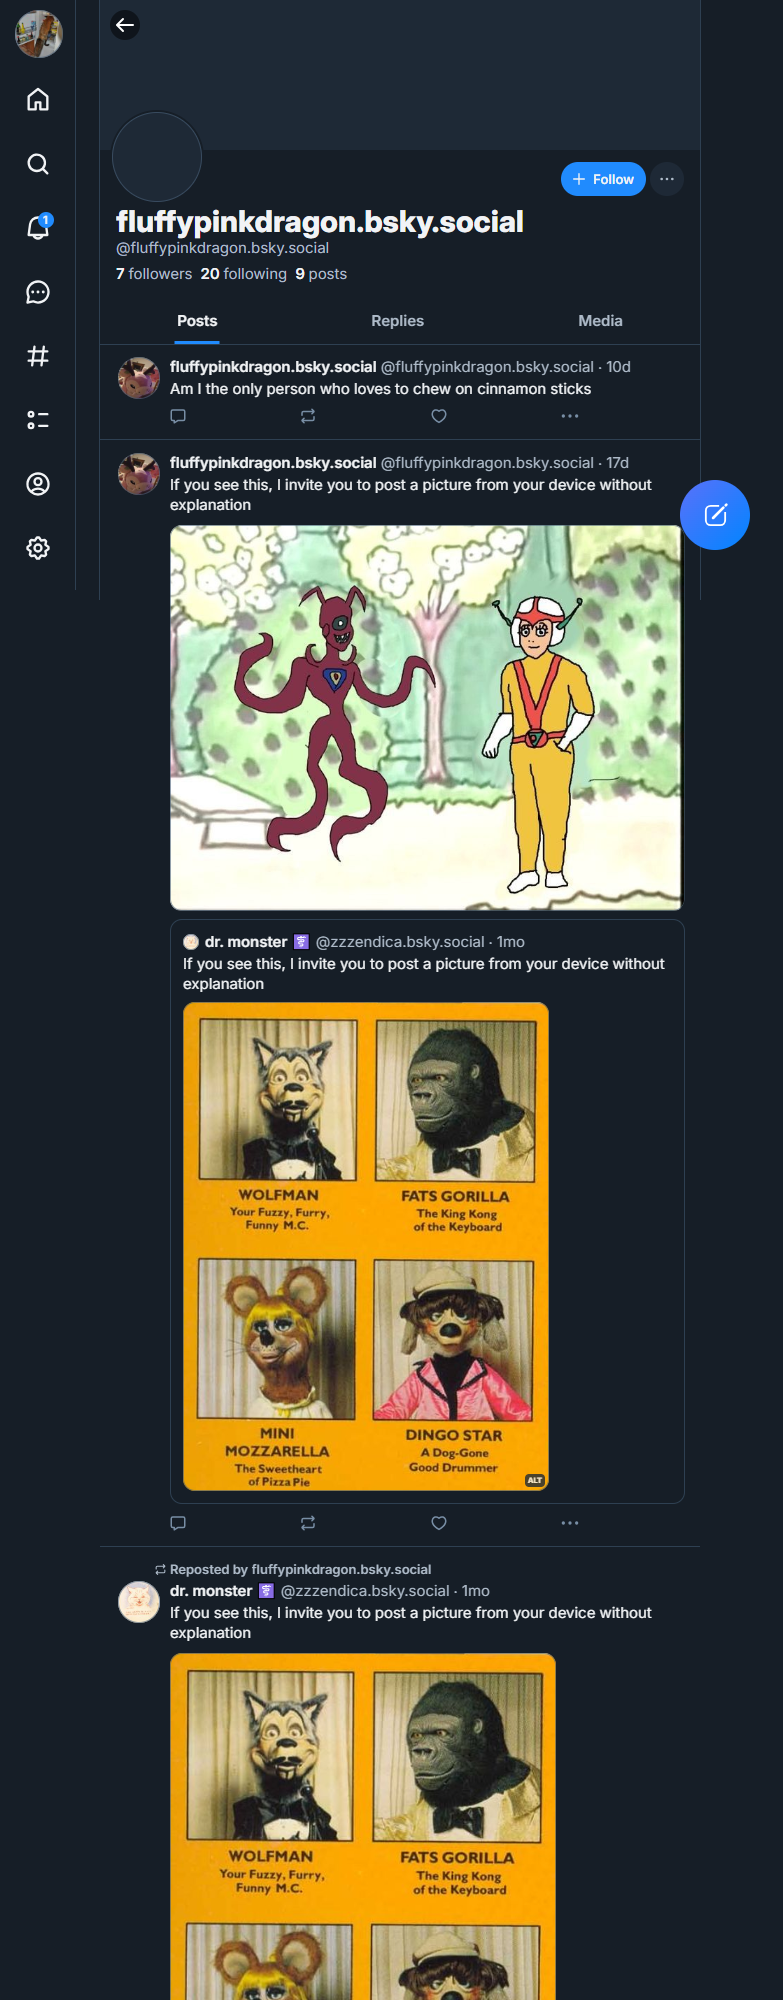 1
Follow
fluffypinkdragon.bsky.social
@fluffypinkdragon.bsky.social
7 followers 20 following 9 posts
Posts Replies Media
fluffypinkdragon.bsky.social @fluffypinkdragon.bsky.social · 10d
Am I the only person who loves to chew on cinnamon sticks
fluffypinkdragon.bsky.social @fluffypinkdragon.bsky.social · 17d
If you see this, I invite you to post a picture from your device without
explanation
dr. monster @zzzendica.bsky.social · 1mo
If you see this, I invite you to post a picture from your device without
explanation
WOLFMAN
Your Fuzzy, Furry,
Funny M.C.
FATS GORILLA
The King Kong
of the Keyboard
MINI
MOZZARELLA
The Sweetheart
of Pizza Pie
DINGO STAR
A Dog-Gone
Good Drummer
ALT
Reposted by fluffypinkdragon.bsky.social
dr. monster @zzzendica.bsky.social · 1mo
If you see this, I invite you to post a picture from your device without
explanation
WOLFMAN
Your Fuzzy, Furry,
Funny M.C.
FATS GORILLA
The King Kong
of the Keyboard